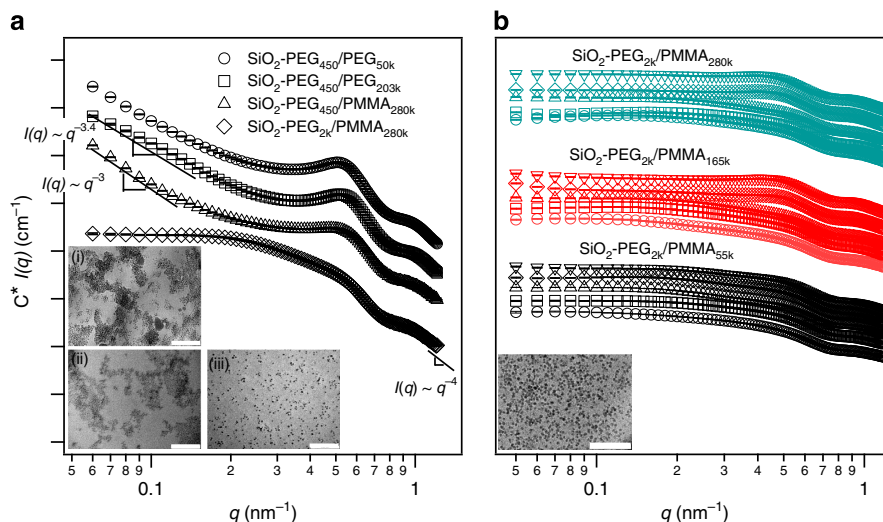 a
SiO₂-PEG₄₅₀/PEG₅₀ₖ
SiO₂-PEG₄₅₀/PEG₂₀₃ₖ
SiO₂-PEG₄₅₀/PMMA₂₈₀ₖ
SiO₂-PEG₂ₖ/PMMA₂₈₀ₖ
I(q) ~ q⁻³·⁴
I(q) ~ q⁻³
C* I(q) (cm⁻¹)
(i)
(ii)
(iii)
I(q) ~ q⁻⁴
5 6 7 8 9 0.1 2 3 4 5 6 7 8 9 1
q (nm⁻¹)
b
SiO₂-PEG₂ₖ/PMMA₂₈₀ₖ
SiO₂-PEG₂ₖ/PMMA₁₆₅ₖ
SiO₂-PEG₂ₖ/PMMA₅₅ₖ
5 6 7 8 9 0.1 2 3 4 5 6 7 8 9 1
q (nm⁻¹)